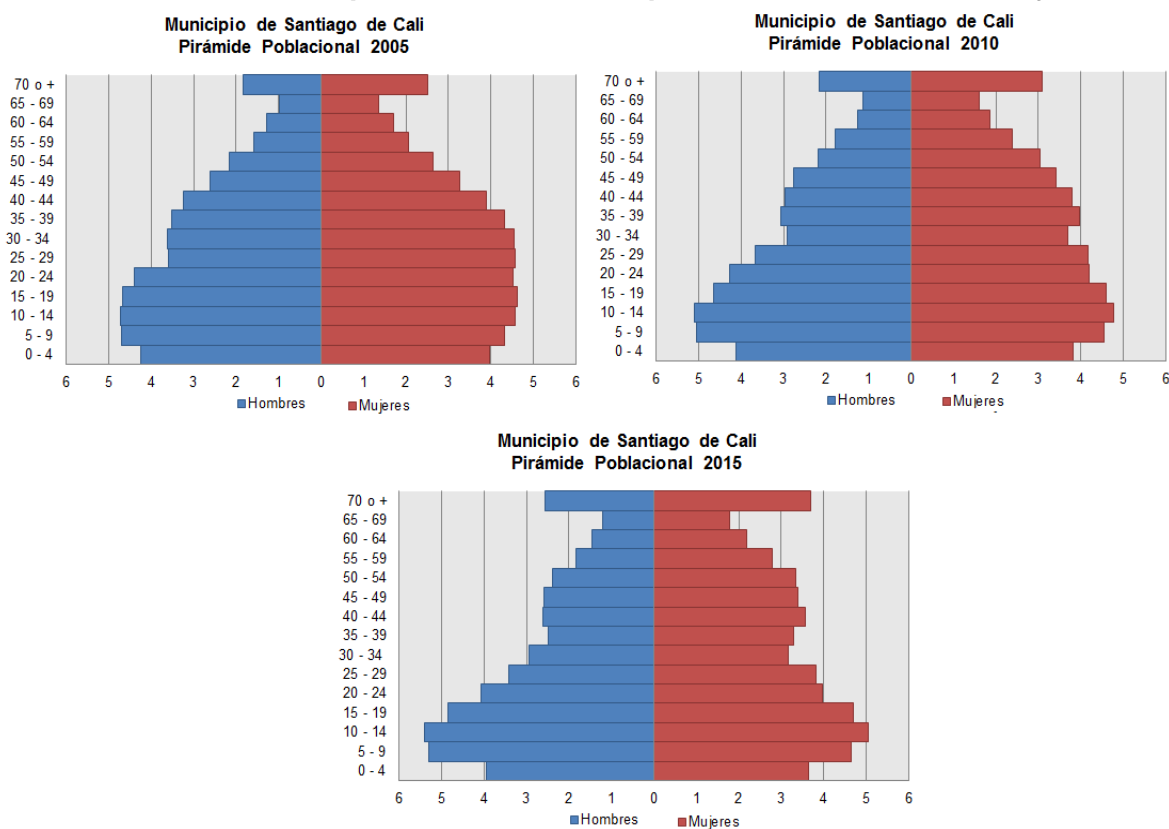 Municipio de Santiago de Cali
Pirámide Poblacional 2005
70 o +
65 - 69
60 - 64
55 - 59
50 - 54
45 - 49
40 - 44
35 - 39
30 - 34
25 - 29
20 - 24
15 - 19
10 - 14
5 - 9
0 - 4
6 5 4 3 2 1 0 1 2 3 4 5 6
Hombres Mujeres
Municipio de Santiago de Cali
Pirámide Poblacional 2010
70 o +
65 - 69
60 - 64
55 - 59
50 - 54
45 - 49
40 - 44
35 - 39
30 - 34
25 - 29
20 - 24
15 - 19
10 - 14
5 - 9
0 - 4
6 5 4 3 2 1 0 1 2 3 4 5 6
Hombres Mujeres
Municipio de Santiago de Cali
Pirámide Poblacional 2015
70 o +
65 - 69
60 - 64
55 - 59
50 - 54
45 - 49
40 - 44
35 - 39
30 - 34
25 - 29
20 - 24
15 - 19
10 - 14
5 - 9
0 - 4
6 5 4 3 2 1 0 1 2 3 4 5 6
Hombres Mujeres